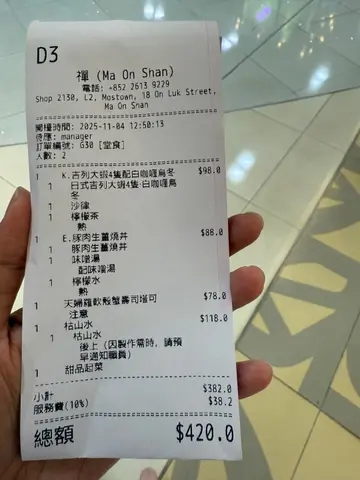 D3
禪 (Ma On Shan)
電話: +852 2613 9229
Shop 2130, L2, Mostown, 18 On Luk Street,
Ma On Shan
開檯時間: 2025-11-04 12:50:13
侍應: manager
訂單編號: G30 [堂食]
人數: 2
1 K.吉列大蝦4隻配白咖喱烏冬 $98.0
1 日式吉列大蝦4隻·白咖喱烏
冬
1 沙律
1 檸檬茶
熱
1 E.豚肉生薑燒丼 $88.0
1 豚肉生薑燒丼
1 味噌湯
配味噌湯
1 檸檬水
熱
1 天婦羅軟殼蟹壽司塔可 $78.0
注意
1 枯山水 $118.0
1 枯山水
後上 (因製作需時, 請預
早通知職員)
1 甜品起菜
小計 $382.0
服務費(10%) $38.2
總額 $420.0